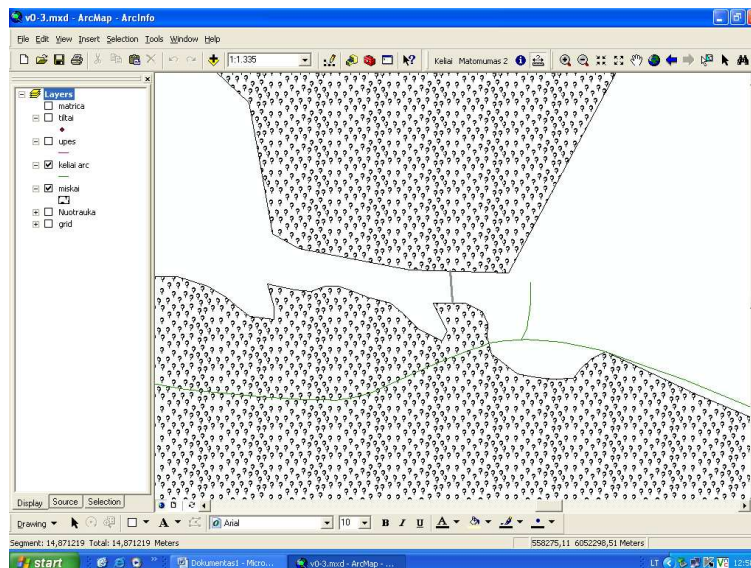 v0-3.mxd - ArcMap - ArcInfo
File Edit View Insert Selection Tools Window Help
1:1.335
Keliai Matomumas 2
Layers
matrica
tiltai
upes
keliai arc
miskai
Nuotrauka
grid
Display Source Selection
Drawing A Arial 10 B I U A
Segment: 14,871219 Total: 14,871219 Meters 558275,11 6052298,51 Meters
start Dokumentas1 - Micro... v0-3.mxd - ArcMap - ... LT